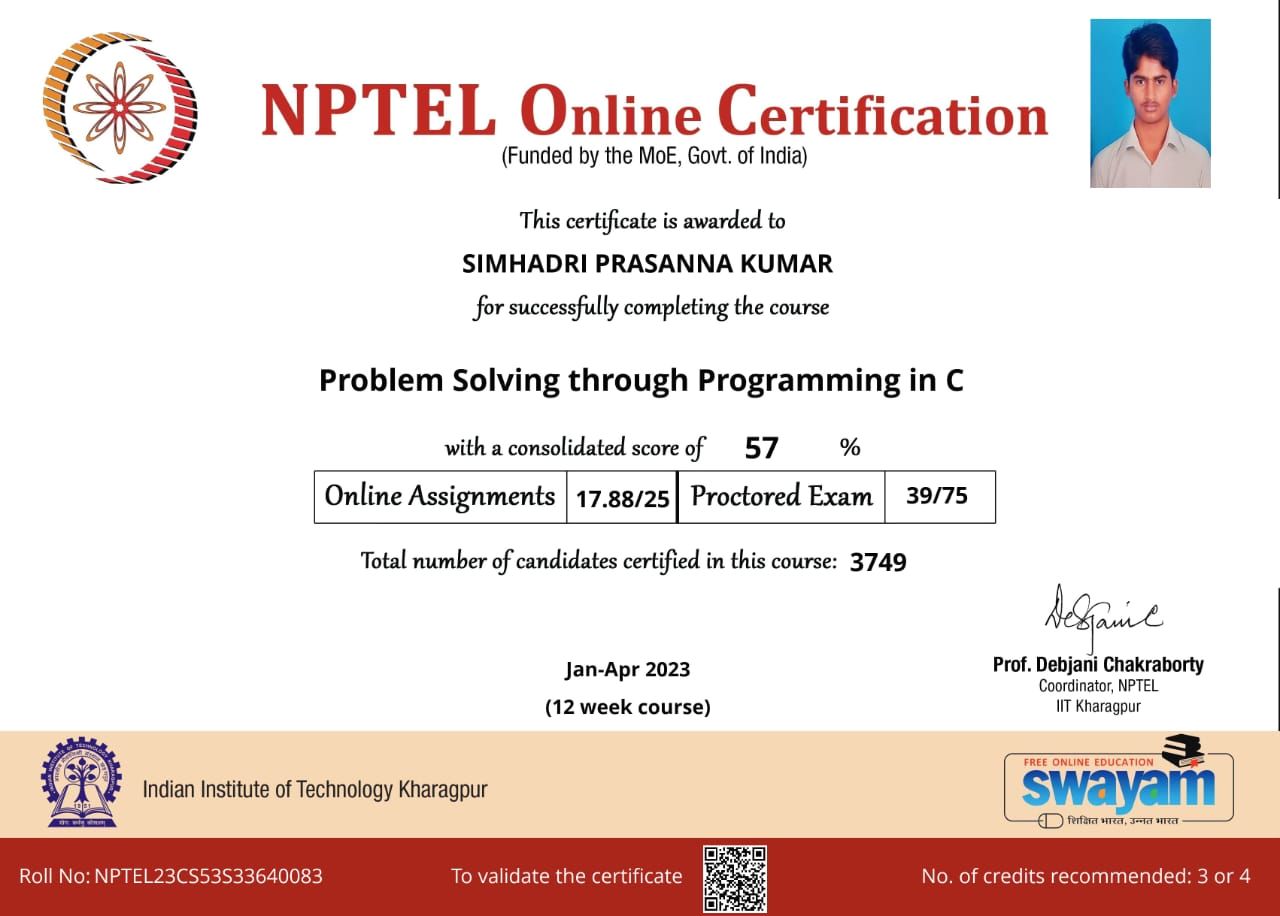 NPTEL Online Certification
(Funded by the MoE, Govt. of India)
This certificate is awarded to
SIMHADRI PRASANNA KUMAR
for successfully completing the course
Problem Solving through Programming in C
with a consolidated score of 57 %
Online Assignments 17.88/25 Proctored Exam 39/75
Total number of candidates certified in this course: 3749
Jan-Apr 2023
(12 week course)
Prof. Debjani Chakraborty
Coordinator, NPTEL
IIT Kharagpur
Indian Institute of Technology Kharagpur
FREE ONLINE EDUCATION
swayam
शिक्षित भारत, उन्नत भारत
Roll No: NPTEL23CS53S33640083
To validate the certificate
No. of credits recommended: 3 or 4